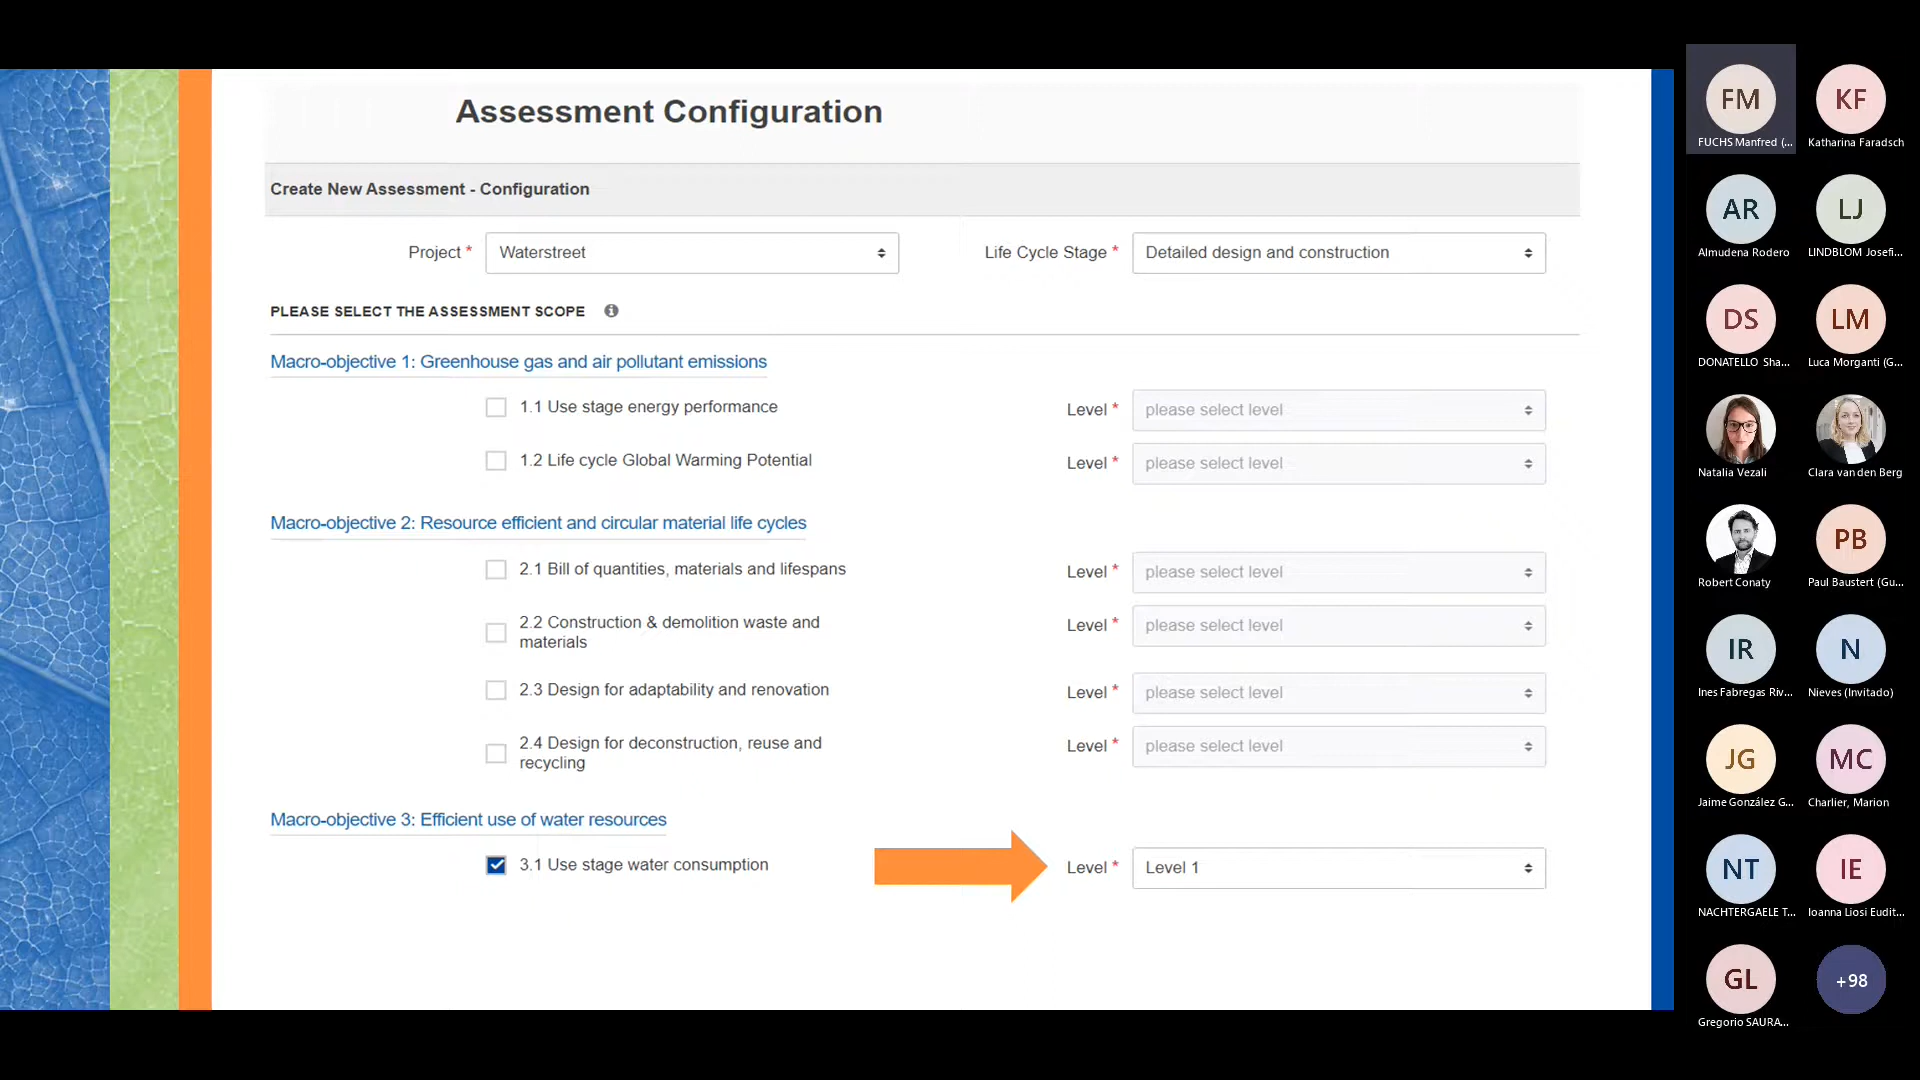 Assessment Configuration
Create New Assessment - Configuration
Project * Waterstreet
Life Cycle Stage * Detailed design and construction
PLEASE SELECT THE ASSESSMENT SCOPE
Macro-objective 1: Greenhouse gas and air pollutant emissions
1.1 Use stage energy performance
Level * please select level
1.2 Life cycle Global Warming Potential
Level * please select level
Macro-objective 2: Resource efficient and circular material life cycles
2.1 Bill of quantities, materials and lifespans
Level * please select level
2.2 Construction & demolition waste and
materials
Level * please select level
2.3 Design for adaptability and renovation
Level * please select level
2.4 Design for deconstruction, reuse and
recycling
Level * please select level
Macro-objective 3: Efficient use of water resources
3.1 Use stage water consumption
Level * Level 1
FM
FUCHS Manfred (...
KF
Katharina Faradsch
AR
Almudena Rodero
LJ
LINDBLOM Josefi...
DS
DONATELLO Sha...
LM
Luca Morganti (G...
Natalia Vezali
Clara van den Berg
Robert Conaty
PB
Paul Baustert (Gu...
IR
Ines Fabregas Riv...
N
Nieves (Invitado)
JG
Jaime González G...
MC
Charlier, Marion
NT
NACHTERGAELE T...
IE
Ioanna Liosi Eudit...
GL
Gregorio SAURA...
+98